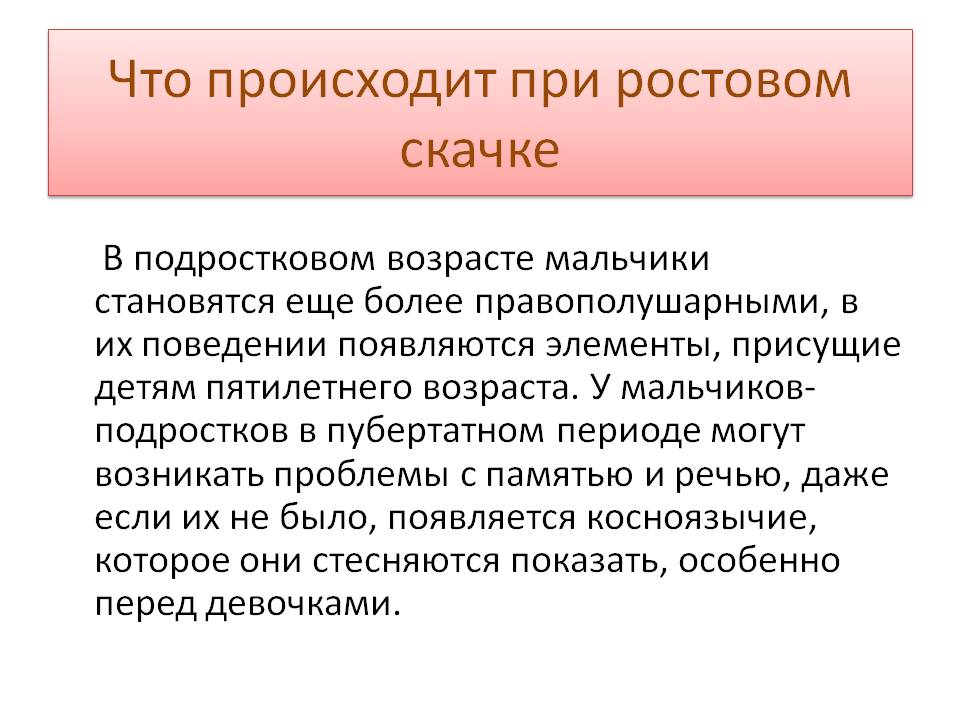 Что происходит при ростовом
скачке
В подростковом возрасте мальчики
становятся еще более правополушарными, в
их поведении появляются элементы, присущие
детям пятилетнего возраста. У мальчиков-
подростков в пубертатном периоде могут
возникать проблемы с памятью и речью, даже
если их не было, появляется косноязычие,
которое они стесняются показать, особенно
перед девочками.